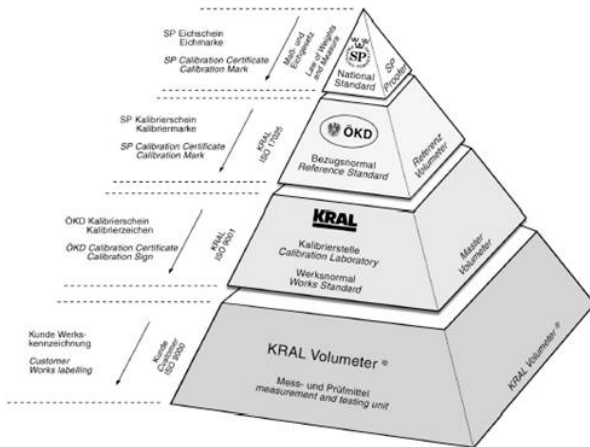 SP Eichschein
Eichmarke
SP Calibration Certificate
Calibration Mark
Maß- und
Eichgesetz
Law of Weights
and Measure
SP
National
Standard
SP
Proofer
SP Kalibrierschein
Kalibriermarke
SP Calibration Certificate
Calibration Mark
KRAL
ISO 17025
ÖKD
Bezugsnormal
Reference Standard
Referenz
Volumeter
ÖKD Kalibrierschein
Kalibrierzeichen
ÖKD Calibration Certificate
Calibration Sign
KRAL
ISO 9001
KRAL
Kalibrierstelle
Calibration Laboratory
Werksnormal
Works Standard
Master
Volumeter
Kunde Werks-
kennzeichnung
Customer
Works labelling
Kunde
Customer
ISO 9000
KRAL Volumeter ®
Mess- und Prüfmittel
measurement and testing unit
KRAL Volumeter ®